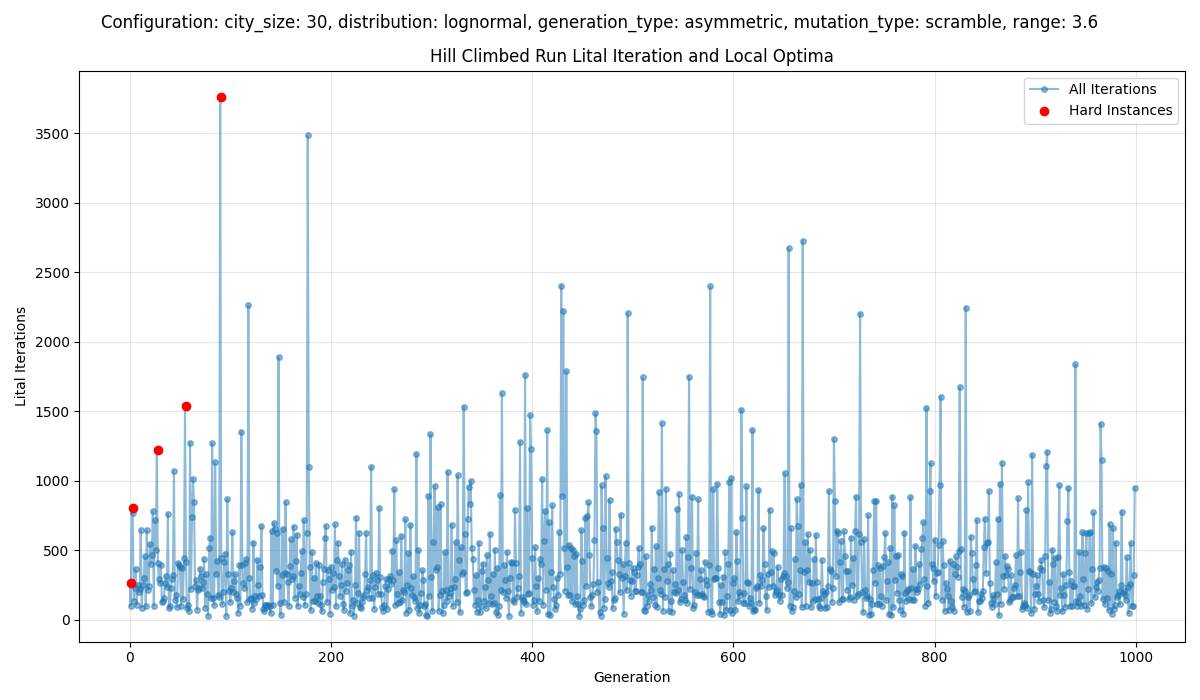 Configuration: city_size: 30, distribution: lognormal, generation_type: asymmetric, mutation_type: scramble, range: 3.6
Hill Climbed Run Lital Iteration and Local Optima
All Iterations
Hard Instances
Lital Iterations
3500
3000
2500
2000
1500
1000
500
0
0 200 400 600 800 1000
Generation